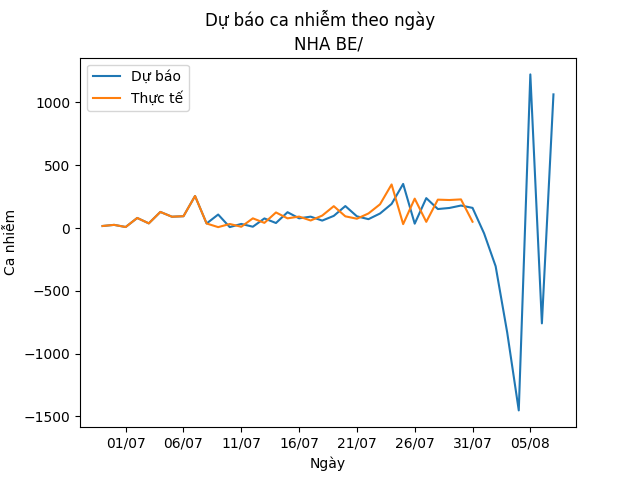 Dự báo ca nhiễm theo ngày
NHA BE/
Dự báo
Thực tế
1000
500
0
−500
−1000
−1500
Ca nhiễm
01/07 06/07 11/07 16/07 21/07 26/07 31/07 05/08
Ngày